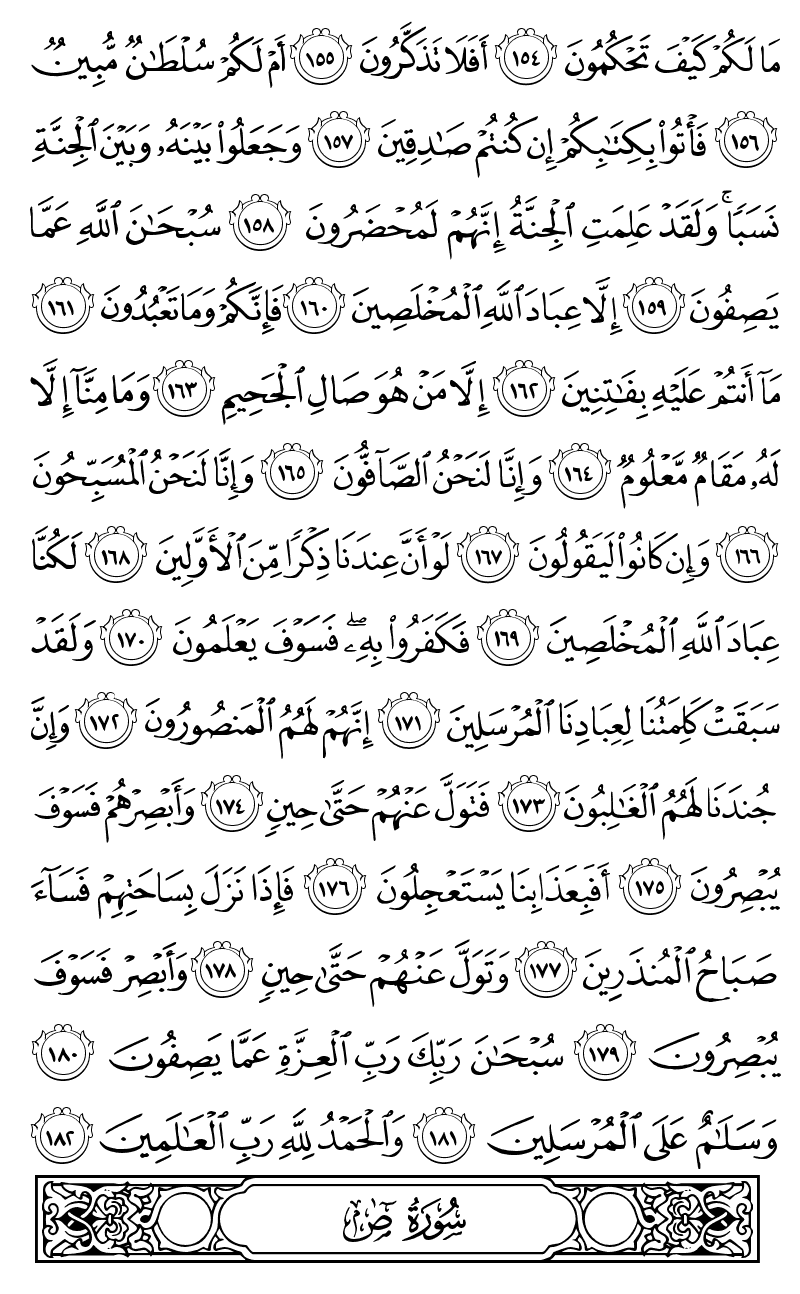 مَا لَكُمْ كَيْفَ تَحْكُمُونَ ١٥٤ أَفَلَا تَذَكَّرُونَ ١٥٥ أَمْ لَكُمْ سُلْطَٰنٌ مُّبِينٌ
١٥٦ فَأْتُوا۟ بِكِتَٰبِكُمْ إِن كُنتُمْ صَٰدِقِينَ ١٥٧ وَجَعَلُوا۟ بَيْنَهُۥ وَبَيْنَ ٱلْجِنَّةِ
نَسَبًا ۚ وَلَقَدْ عَلِمَتِ ٱلْجِنَّةُ إِنَّهُمْ لَمُحْضَرُونَ ١٥٨ سُبْحَٰنَ ٱللَّهِ عَمَّا
يَصِفُونَ ١٥٩ إِلَّا عِبَادَ ٱللَّهِ ٱلْمُخْلَصِينَ ١٦٠ فَإِنَّكُمْ وَمَا تَعْبُدُونَ ١٦١
مَآ أَنتُمْ عَلَيْهِ بِفَٰتِنِينَ ١٦٢ إِلَّا مَنْ هُوَ صَالِ ٱلْجَحِيمِ ١٦٣ وَمَا مِنَّآ إِلَّا
لَهُۥ مَقَامٌ مَّعْلُومٌ ١٦٤ وَإِنَّا لَنَحْنُ ٱلصَّآفُّونَ ١٦٥ وَإِنَّا لَنَحْنُ ٱلْمُسَبِّحُونَ
١٦٦ وَإِن كَانُوا۟ لَيَقُولُونَ ١٦٧ لَوْ أَنَّ عِندَنَا ذِكْرًا مِّنَ ٱلْأَوَّلِينَ ١٦٨ لَكُنَّا
عِبَادَ ٱللَّهِ ٱلْمُخْلَصِينَ ١٦٩ فَكَفَرُوا۟ بِهِۦ ۖ فَسَوْفَ يَعْلَمُونَ ١٧٠ وَلَقَدْ
سَبَقَتْ كَلِمَتُنَا لِعِبَادِنَا ٱلْمُرْسَلِينَ ١٧١ إِنَّهُمْ لَهُمُ ٱلْمَنصُورُونَ ١٧٢ وَإِنَّ
جُندَنَا لَهُمُ ٱلْغَٰلِبُونَ ١٧٣ فَتَوَلَّ عَنْهُمْ حَتَّىٰ حِينٍ ١٧٤ وَأَبْصِرْهُمْ فَسَوْفَ
يُبْصِرُونَ ١٧٥ أَفَبِعَذَابِنَا يَسْتَعْجِلُونَ ١٧٦ فَإِذَا نَزَلَ بِسَاحَتِهِمْ فَسَآءَ
صَبَاحُ ٱلْمُنذَرِينَ ١٧٧ وَتَوَلَّ عَنْهُمْ حَتَّىٰ حِينٍ ١٧٨ وَأَبْصِرْ فَسَوْفَ
يُبْصِرُونَ ١٧٩ سُبْحَٰنَ رَبِّكَ رَبِّ ٱلْعِزَّةِ عَمَّا يَصِفُونَ ١٨٠
وَسَلَٰمٌ عَلَى ٱلْمُرْسَلِينَ ١٨١ وَٱلْحَمْدُ لِلَّهِ رَبِّ ٱلْعَٰلَمِينَ ١٨٢
سُورَةُ صٓ